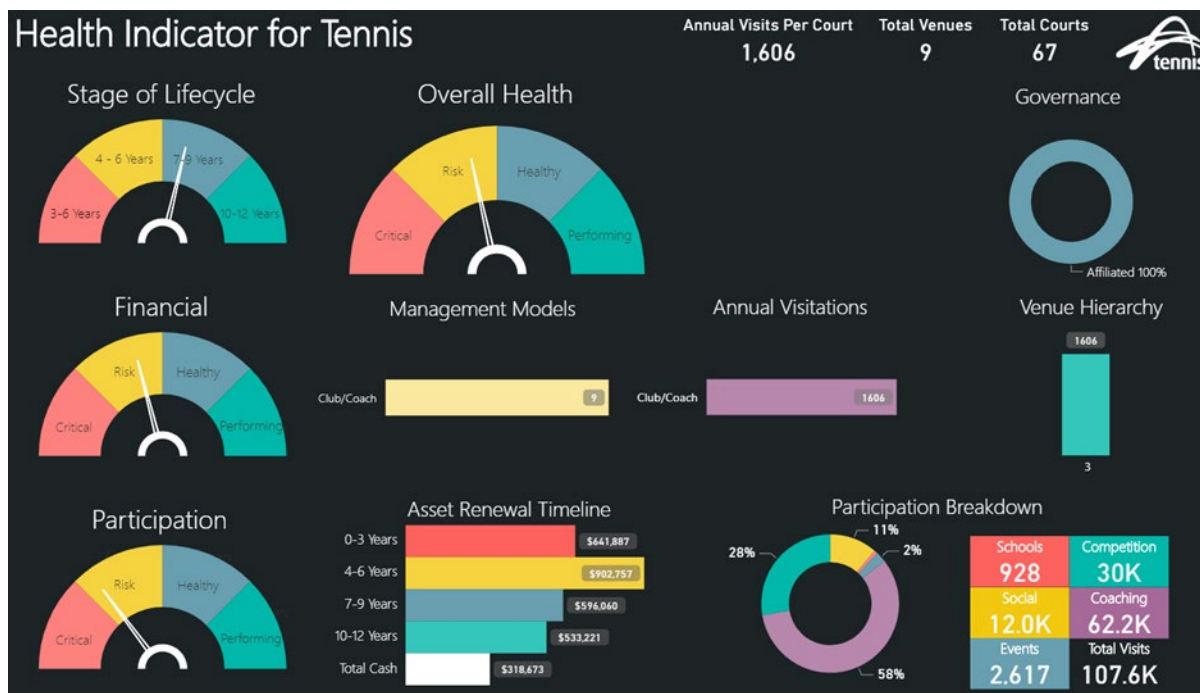 Health Indicator for Tennis
Annual Visits Per Court
1,606
Total Venues
9
Total Courts
67
tennis
Stage of Lifecycle
3-6 Years
4 - 6 Years
7-9 Years
10-12 Years
Overall Health
Critical
Risk
Healthy
Performing
Governance
Affiliated 100%
Financial
Critical
Risk
Healthy
Performing
Management Models
Club/Coach
9
Annual Visitations
Club/Coach
1606
Venue Hierarchy
1606
3
Participation
Critical
Risk
Healthy
Performing
Asset Renewal Timeline
0-3 Years
$641,887
4-6 Years
$902,757
7-9 Years
$596,060
10-12 Years
$533,221
Total Cash
$318,673
Participation Breakdown
11%
2%
28%
58%
Schools
928
Competition
30K
Social
12.0K
Coaching
62.2K
Events
2,617
Total Visits
107.6K